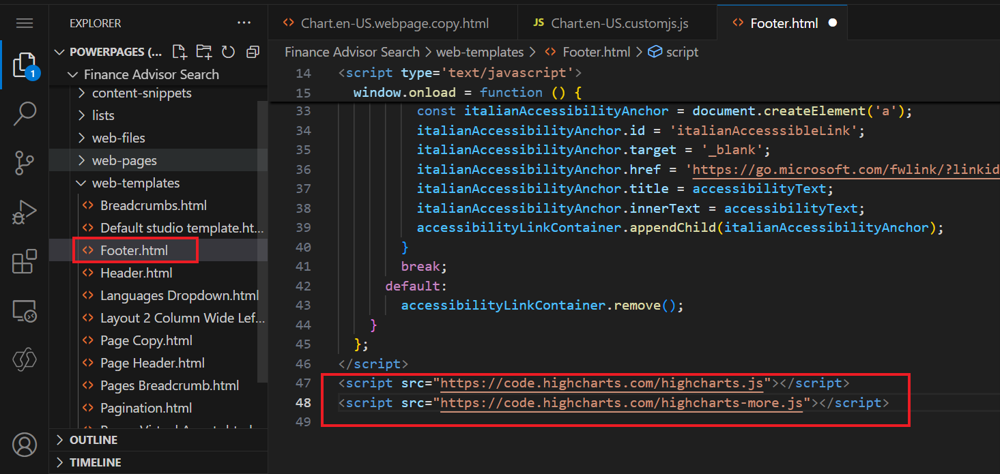 EXPLORER
POWERPAGES (...
Finance Advisor Search
content-snippets
lists
web-files
web-pages
web-templates
Breadcrumbs.html
Default studio template.ht...
Footer.html
Header.html
Languages Dropdown.html
Layout 2 Column Wide Lef...
Page Copy.html
Page Header.html
Pages Breadcrumb.html
Pagination.html
OUTLINE
TIMELINE
1
Chart.en-US.webpage.copy.html
JS Chart.en-US.customjs.js
Footer.html
Finance Advisor Search > web-templates > Footer.html > script
14 <script type='text/javascript'>
15 window.onload = function () {
33 const italianAccessibilityAnchor = document.createElement('a');
34 italianAccessibilityAnchor.id = 'italianAccesssibleLink';
35 italianAccessibilityAnchor.target = '_blank';
36 italianAccessibilityAnchor.href = 'https://go.microsoft.com/fwlink/?linkid
37 italianAccessibilityAnchor.title = accessibilityText;
38 italianAccessibilityAnchor.innerText = accessibilityText;
39 accessibilityLinkContainer.appendChild(italianAccessibilityAnchor);
40 }
41 break;
42 default:
43 accessibilityLinkContainer.remove();
44 }
45 };
46 </script>
47 <script src="https://code.highcharts.com/highcharts.js"></script>
48 <script src="https://code.highcharts.com/highcharts-more.js"></script>
49